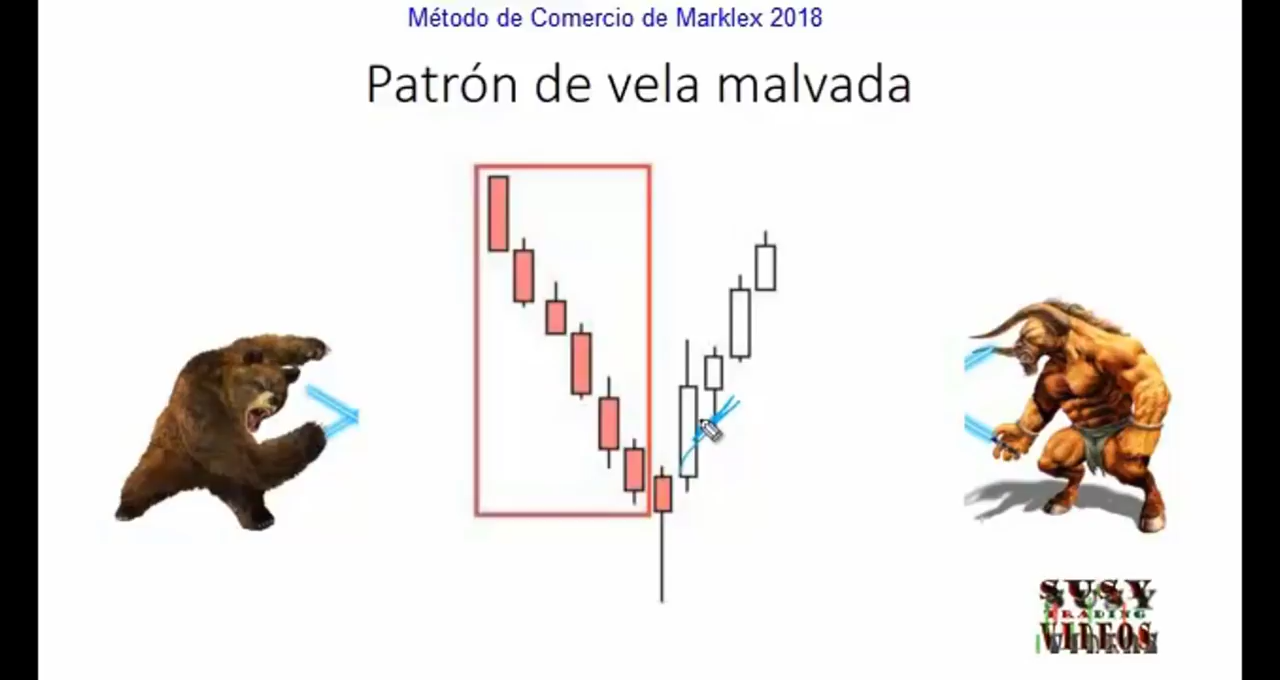 Método de Comercio de Marklex 2018
Patrón de vela malvada
SUSY
TRADING
VIDEOS